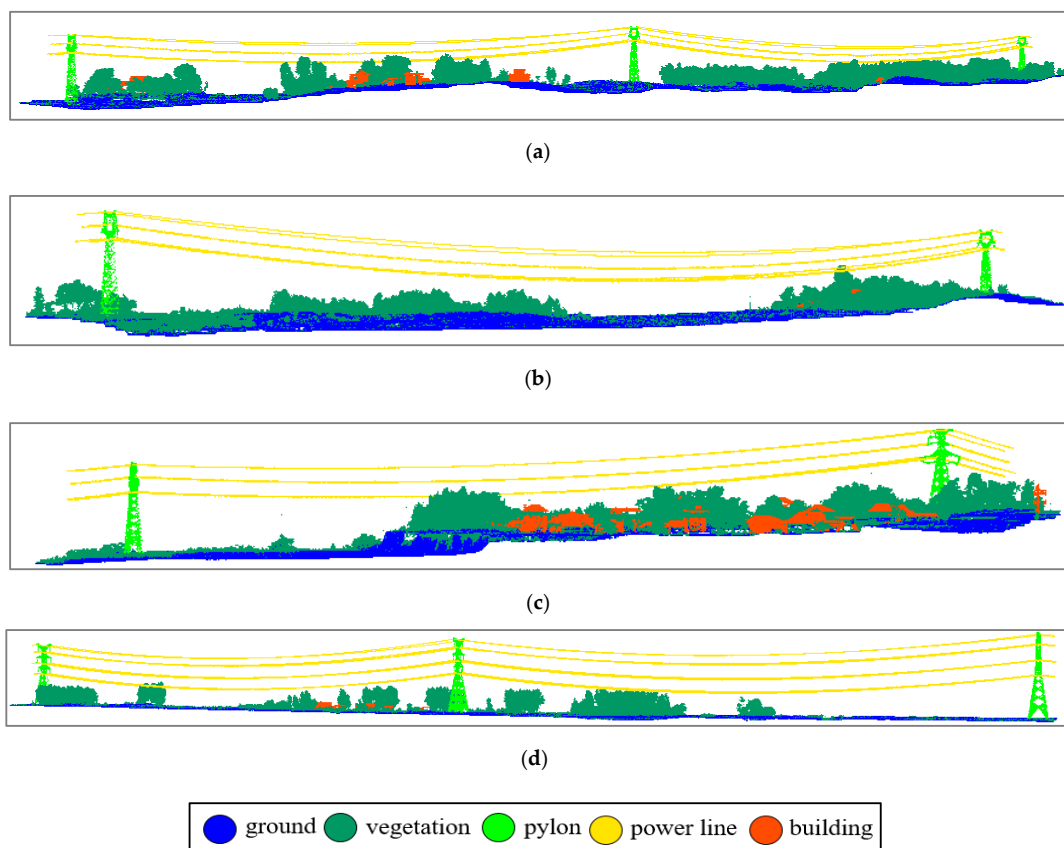 (a)
(b)
(c)
(d)
ground vegetation pylon power line building